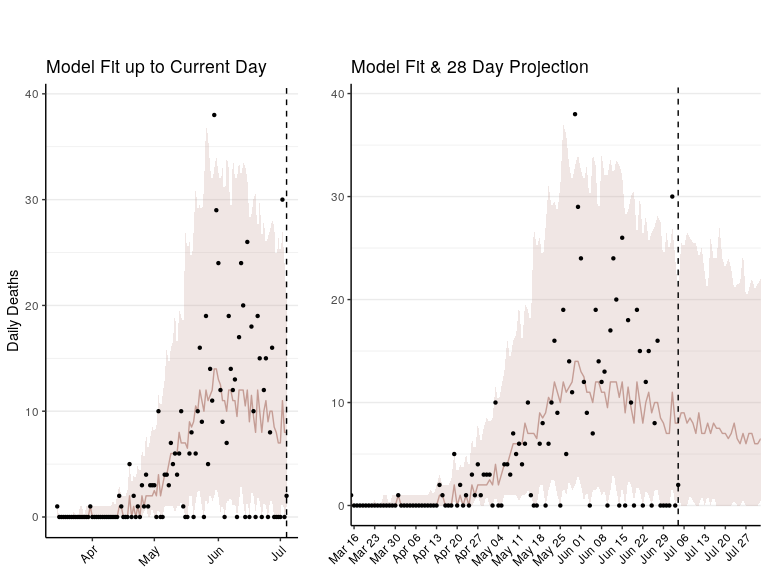 Model Fit up to Current Day
Daily Deaths
40
30
20
10
0
Apr
May
Jun
Jul
Model Fit & 28 Day Projection
40
30
20
10
0
Mar 16
Mar 23
Mar 30
Apr 06
Apr 13
Apr 20
Apr 27
May 04
May 11
May 18
May 25
Jun 01
Jun 08
Jun 15
Jun 22
Jun 29
Jul 06
Jul 13
Jul 20
Jul 27